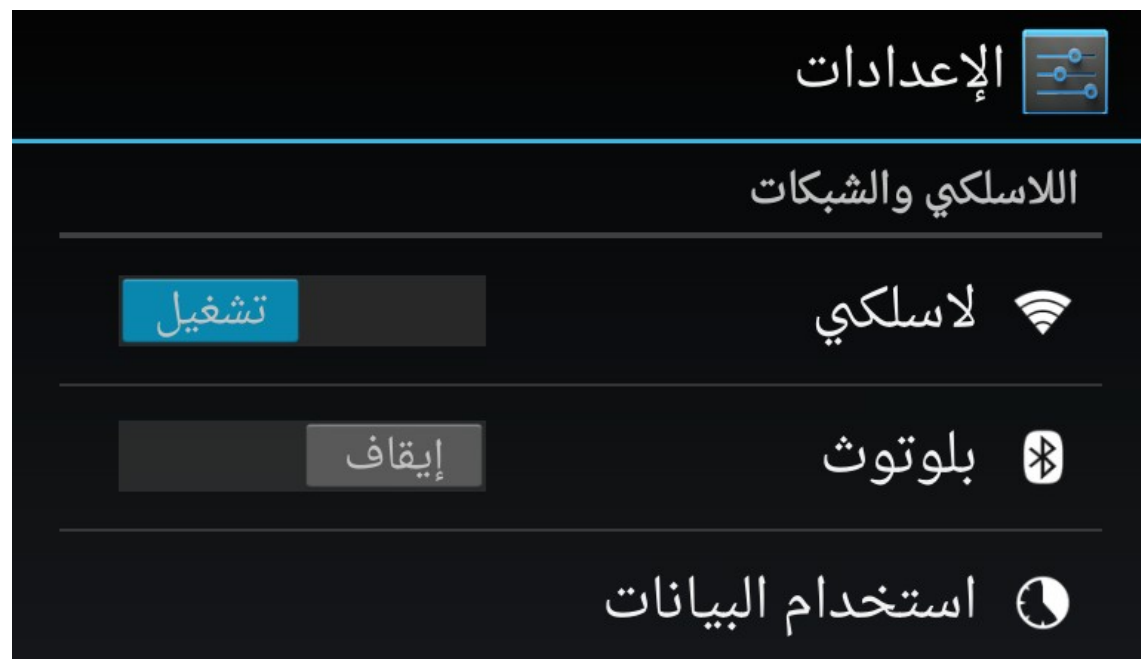 الإعدادات
اللاسلكي والشبكات
لاسلكي تشغيل
بلوتوث إيقاف
استخدام البيانات